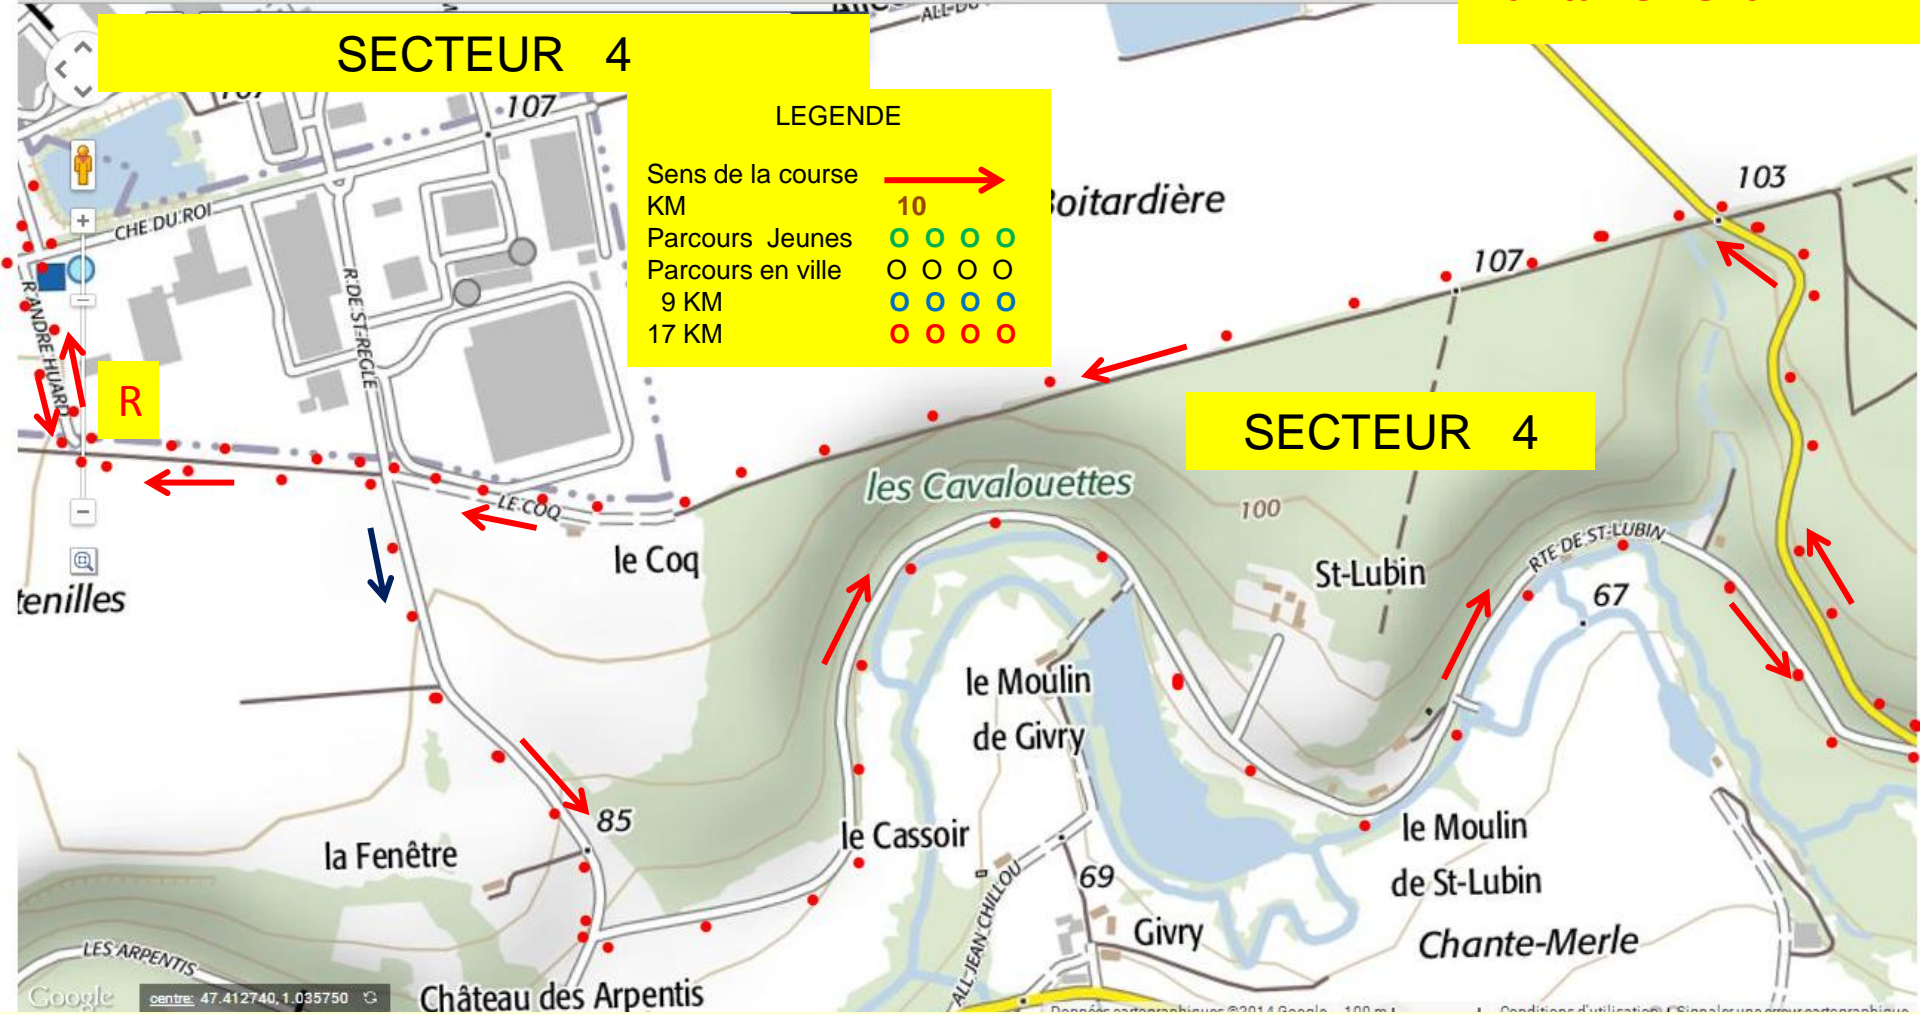 SECTEUR 4
LEGENDE
Sens de la course
KM 10
Parcours Jeunes O O O O
Parcours en ville O O O O
9 KM O O O O
17 KM O O O O
107
103
107
CHE DU ROI
R. ANDRE HUARD
R. DE ST-REGLE
R
SECTEUR 4
les Cavalouettes
100
LE COQ
le Coq
St-Lubin
RTE DE ST-LUBIN
67
le Moulin
de Givry
85
la Fenêtre
le Cassoir
le Moulin
de St-Lubin
69
ALL. JEAN CHILLOU
Givry
Chante-Merle
LES ARPENTIS
Château des Arpentis
Google
centre: 47.412740, 1.035750